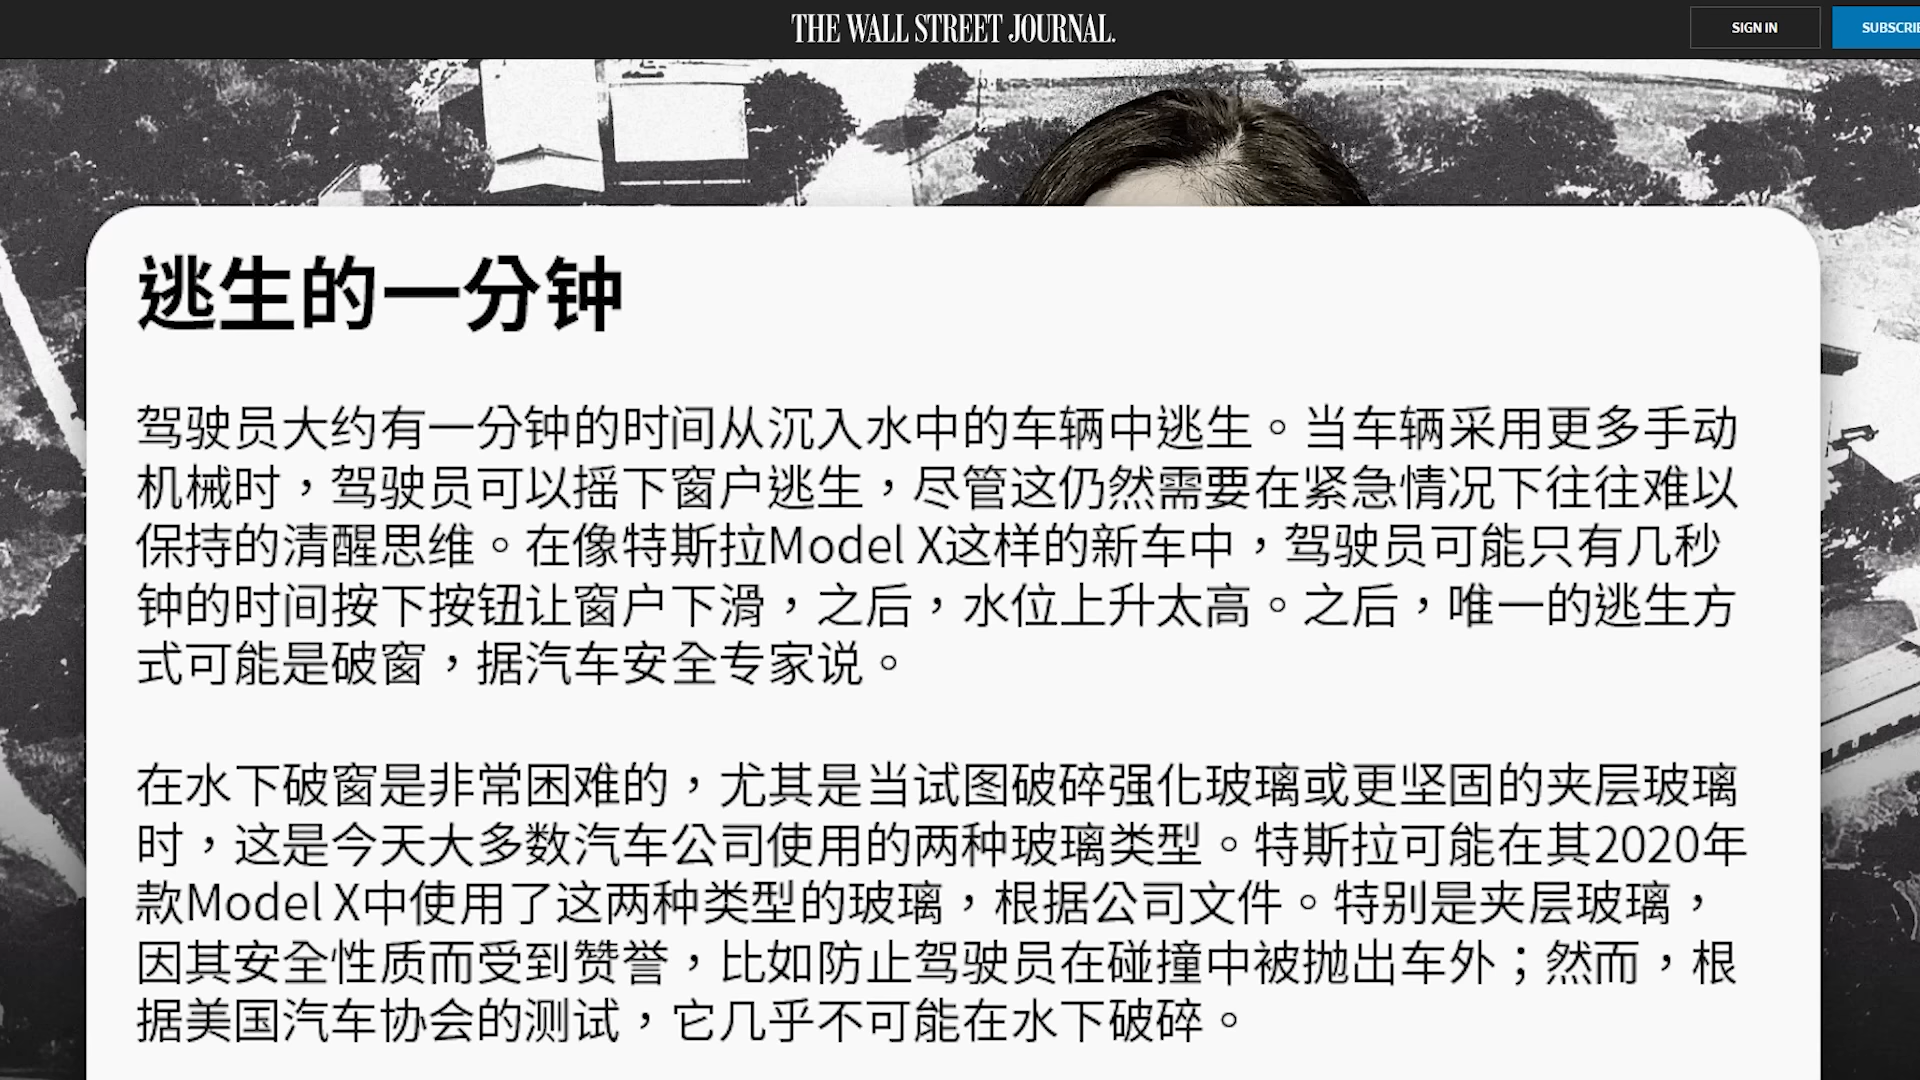 THE WALL STREET JOURNAL.
SIGN IN
SUBSCRIBE
逃生的一分钟
驾驶员大约有一分钟的时间从沉入水中的车辆中逃生。当车辆采用更多手动
机械时，驾驶员可以摇下窗户逃生，尽管这仍然需要在紧急情况下往往难以
保持的清醒思维。在像特斯拉Model X这样的新车中，驾驶员可能只有几秒
钟的时间按下按钮让窗户下滑，之后，水位上升太高。之后，唯一的逃生方
式可能是破窗，据汽车安全专家说。
在水下破窗是非常困难的，尤其是当试图破碎强化玻璃或更坚固的夹层玻璃
时，这是今天大多数汽车公司使用的两种玻璃类型。特斯拉可能在其2020年
款Model X中使用了这两种类型的玻璃，根据公司文件。特别是夹层玻璃，
因其安全性质而受到赞誉，比如防止驾驶员在碰撞中被抛出车外；然而，根
据美国汽车协会的测试，它几乎不可能在水下破碎。